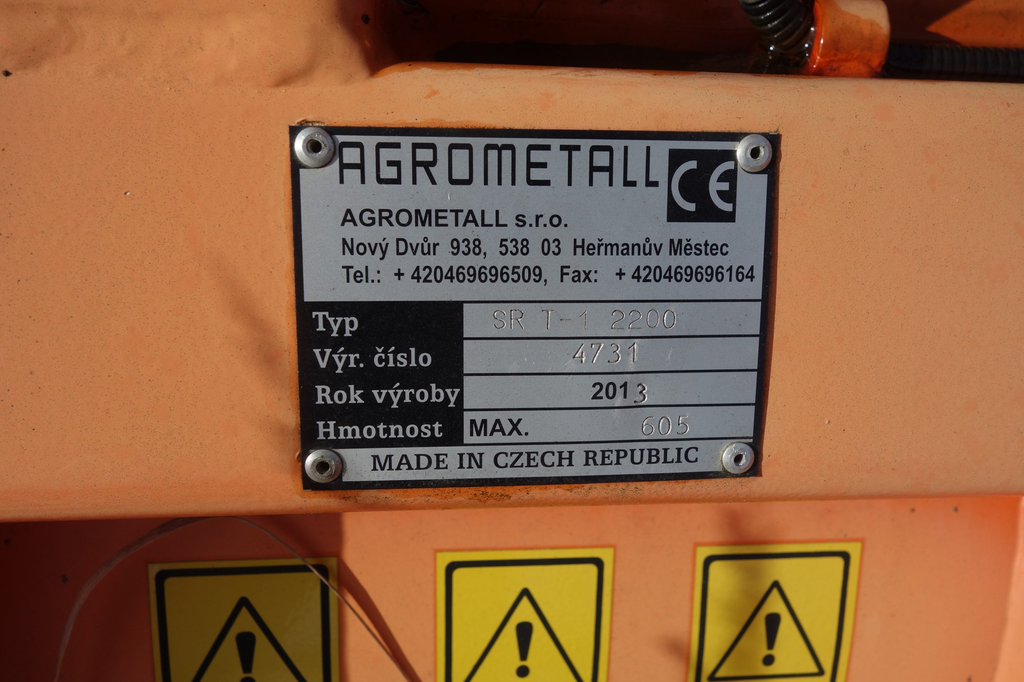 AGROMETALL CE
AGROMETALL s.r.o.
Nový Dvůr 938, 538 03 Heřmanův Městec
Tel.: + 420469696509, Fax: + 420469696164
Typ SR T-1 2200
Výr. číslo 4731
Rok výroby 2013
Hmotnost MAX. 605
MADE IN CZECH REPUBLIC